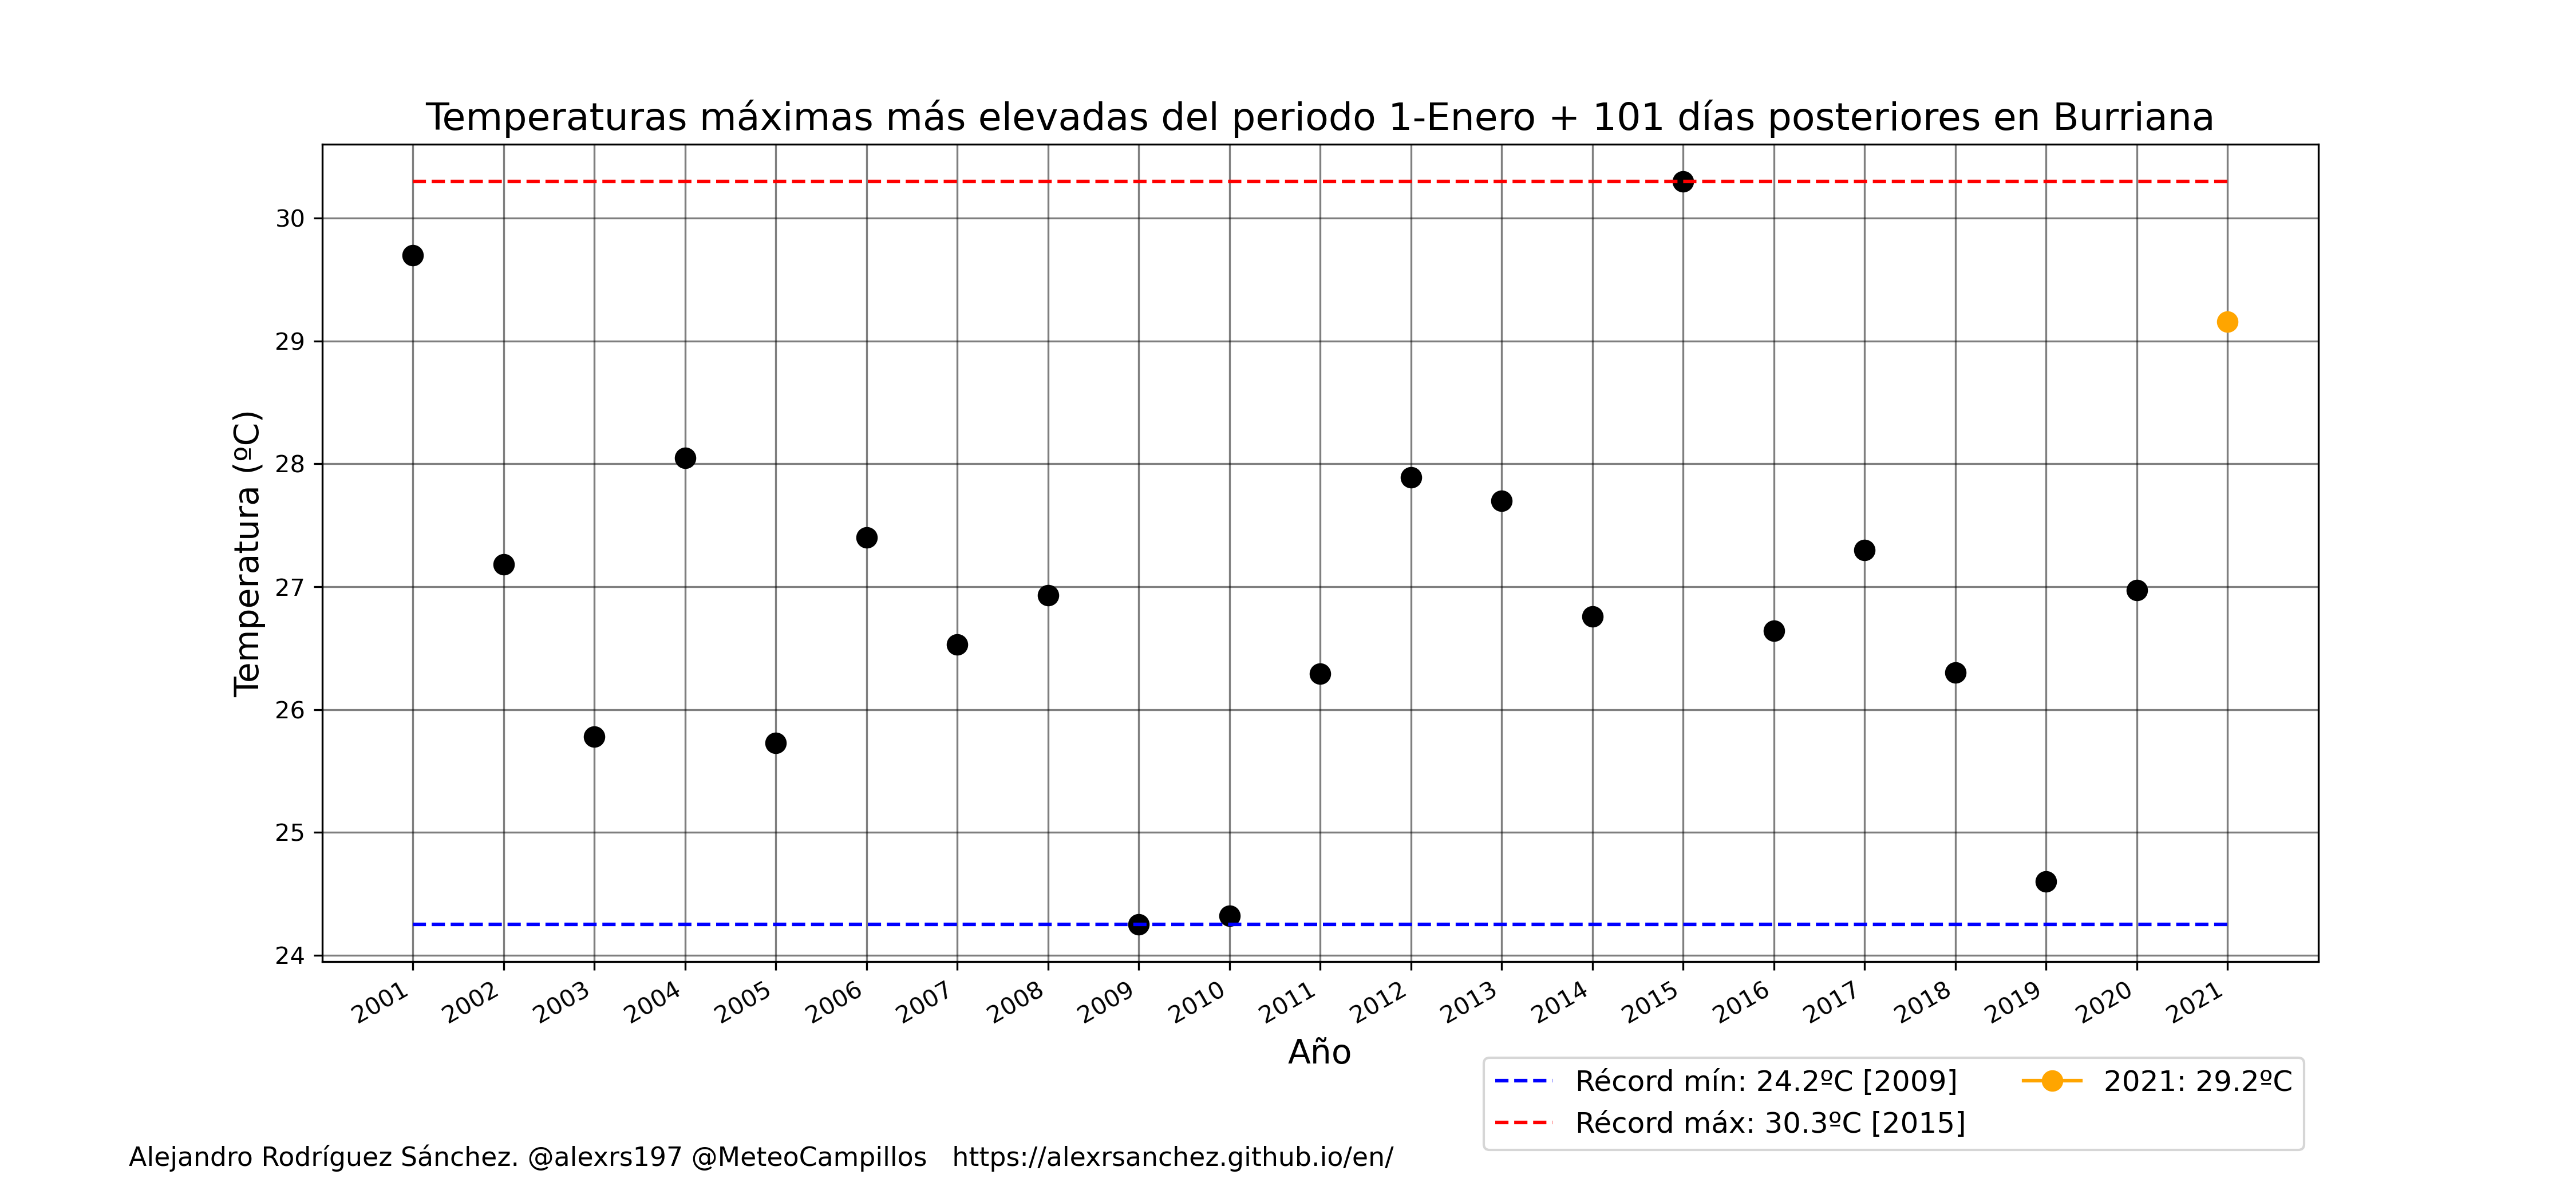 Temperaturas máximas más elevadas del periodo 1-Enero + 101 días posteriores en Burriana
Temperatura (ºC)
30
29
28
27
26
25
24
2001 2002 2003 2004 2005 2006 2007 2008 2009 2010 2011 2012 2013 2014 2015 2016 2017 2018 2019 2020 2021
Año
Récord mín: 24.2ºC [2009]
Récord máx: 30.3ºC [2015]
2021: 29.2ºC
Alejandro Rodríguez Sánchez. @alexrs197 @MeteoCampillos https://alexrsanchez.github.io/en/